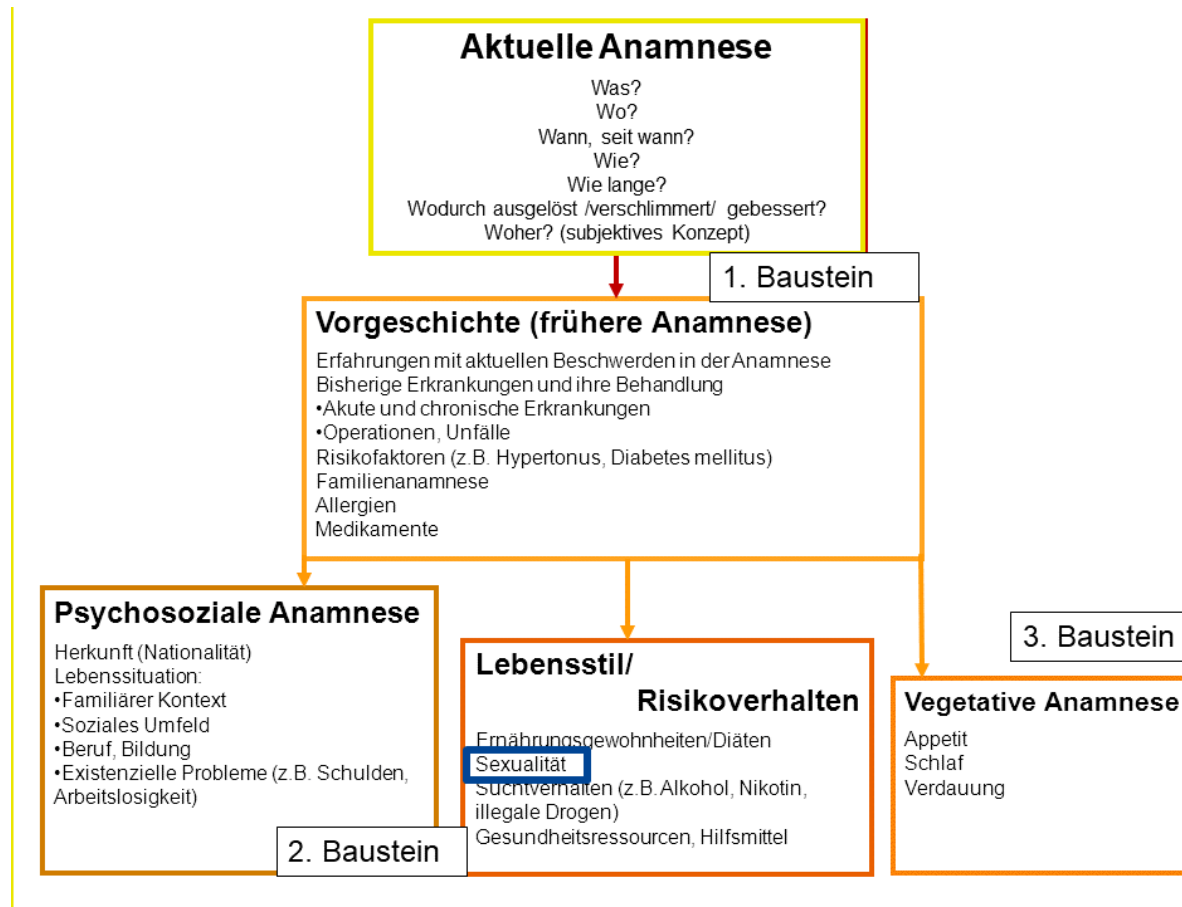 Aktuelle Anamnese
Was?
Wo?
Wann, seit wann?
Wie?
Wie lange?
Wodurch ausgelöst /verschlimmert/ gebessert?
Woher? (subjektives Konzept)
1. Baustein
Vorgeschichte (frühere Anamnese)
Erfahrungen mit aktuellen Beschwerden in der Anamnese
Bisherige Erkrankungen und ihre Behandlung
•Akute und chronische Erkrankungen
•Operationen, Unfälle
Risikofaktoren (z.B. Hypertonus, Diabetes mellitus)
Familienanamnese
Allergien
Medikamente
Psychosoziale Anamnese
Herkunft (Nationalität)
Lebenssituation:
•Familiärer Kontext
•Soziales Umfeld
•Beruf, Bildung
•Existenzielle Probleme (z.B. Schulden,
Arbeitslosigkeit)
2. Baustein
Lebensstil/
Risikoverhalten
Ernährungsgewohnheiten/Diäten
Sexualität
Suchtverhalten (z.B. Alkohol, Nikotin,
illegale Drogen)
Gesundheitsressourcen, Hilfsmittel
3. Baustein
Vegetative Anamnese
Appetit
Schlaf
Verdauung